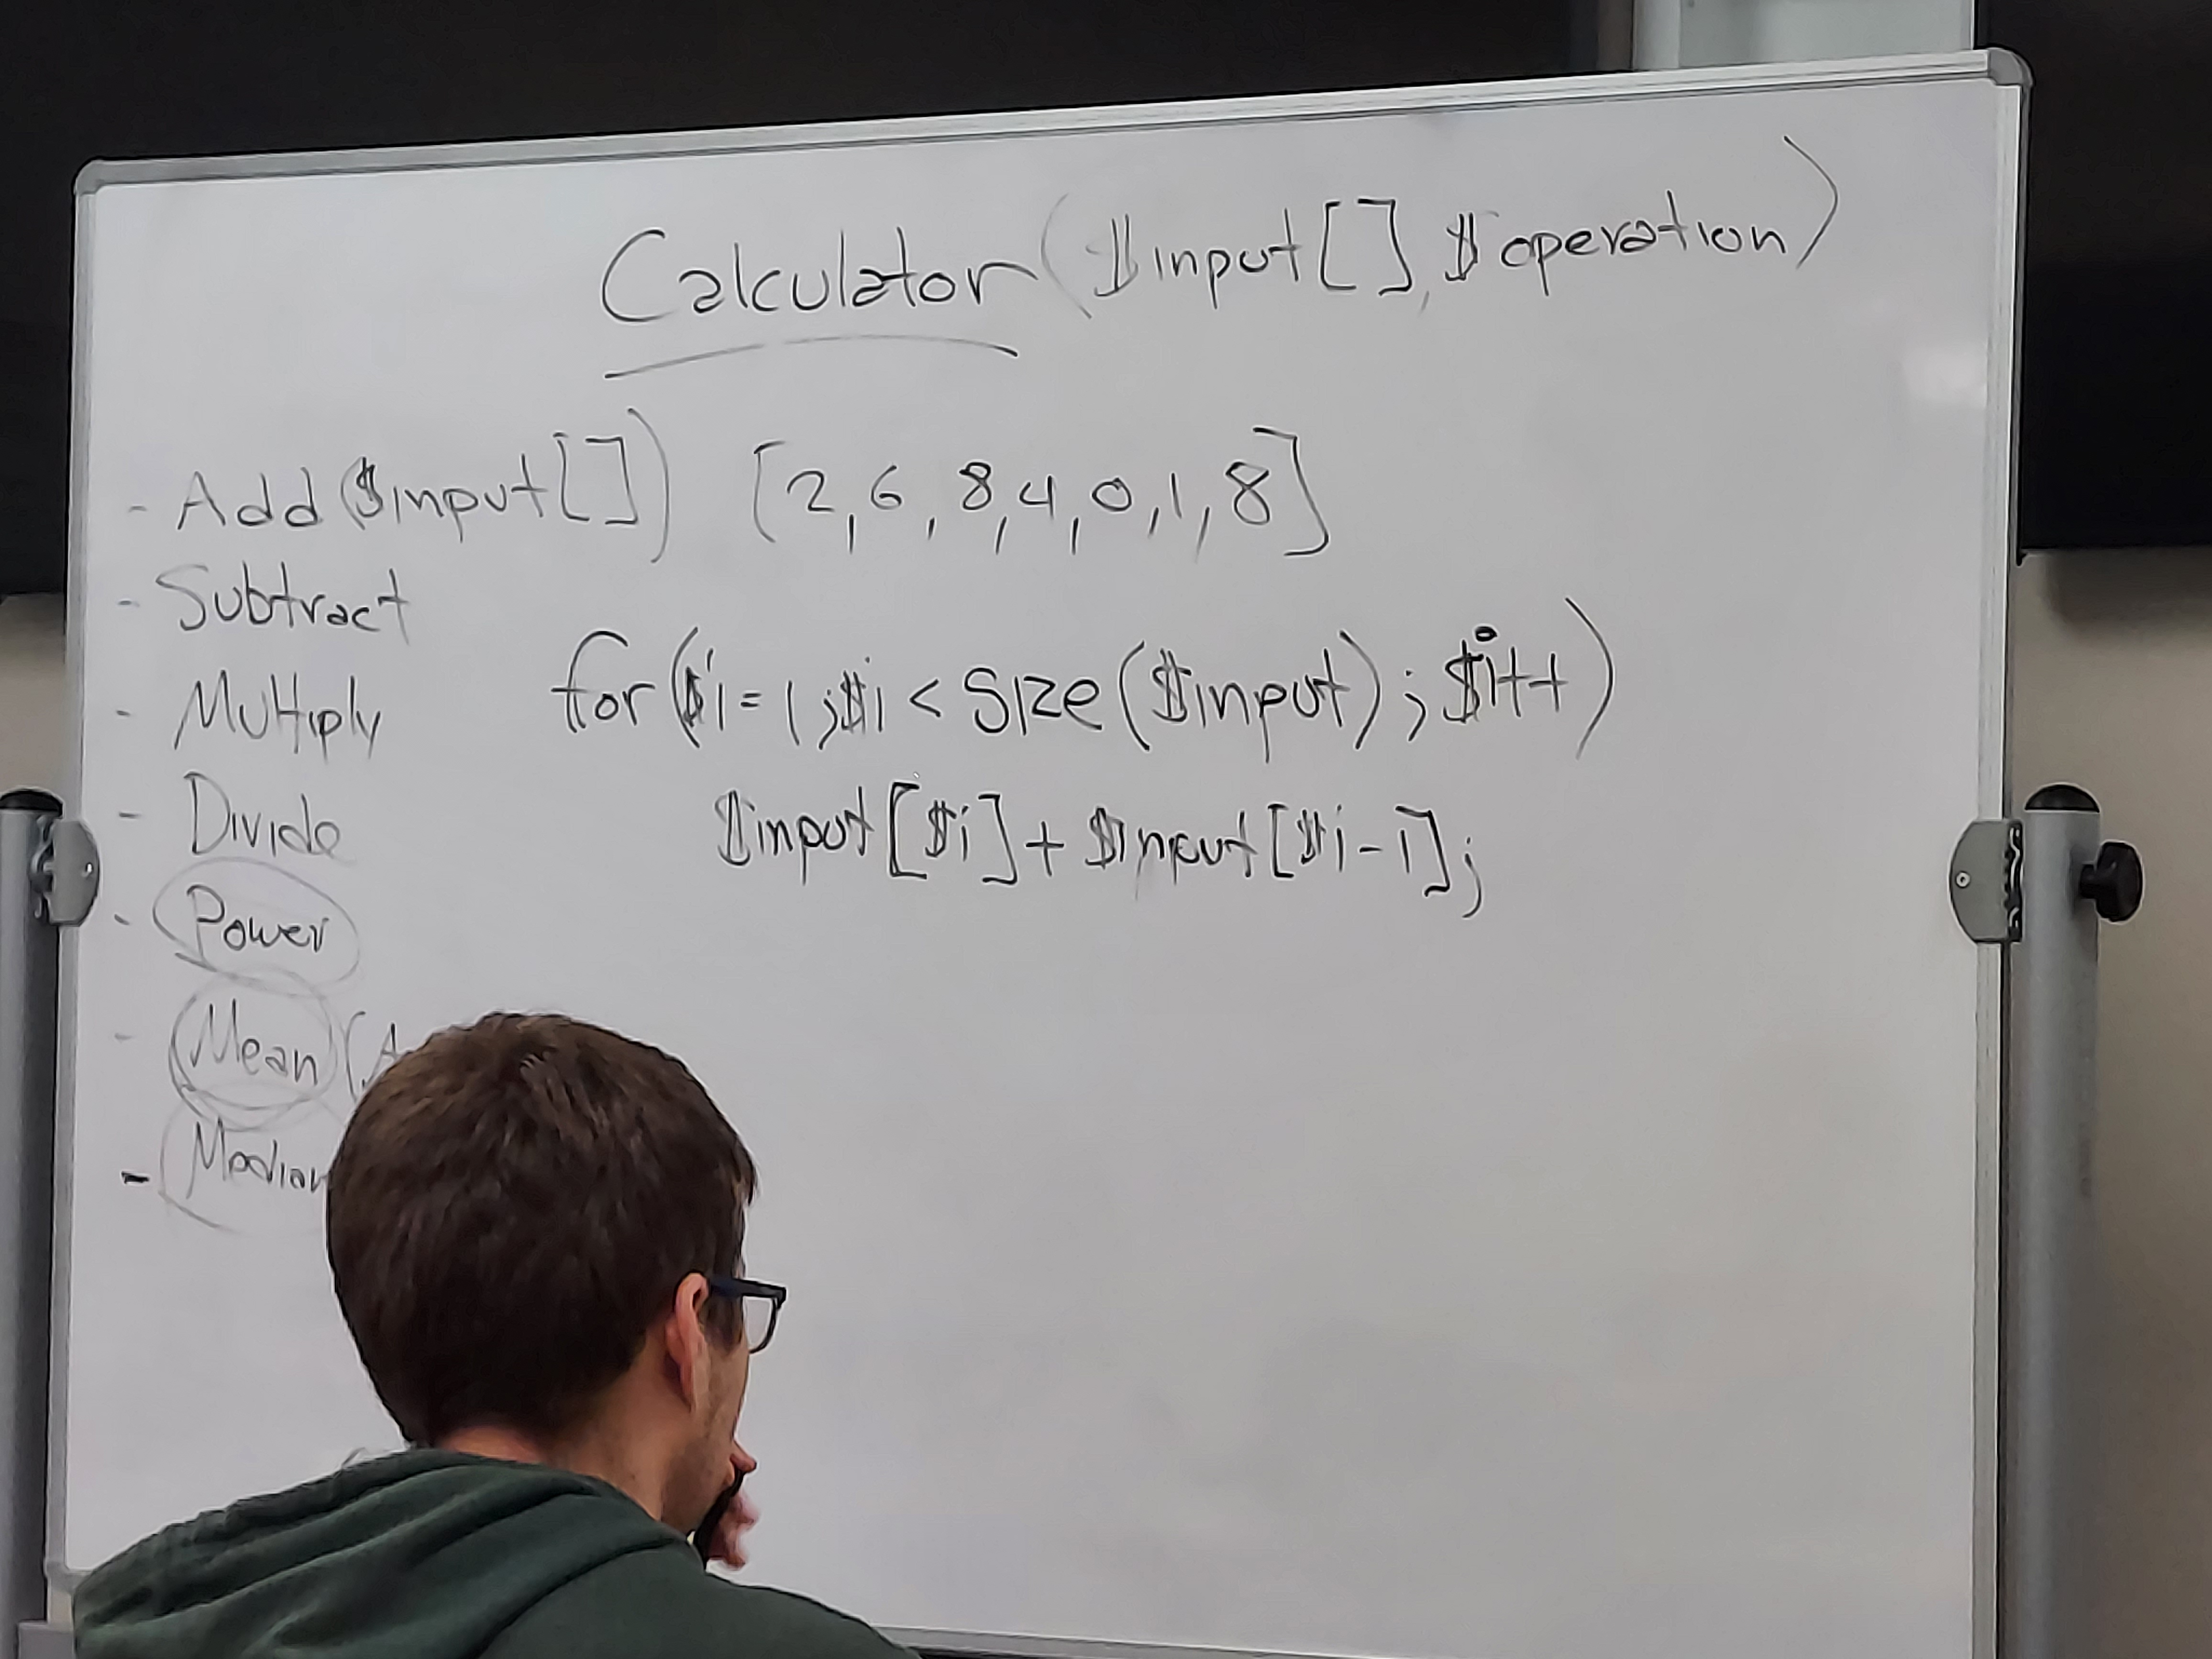 Calculator ($input[], $operation)
- Add ($input[]) [2, 6, 8, 4, 0, 1, 8]
- Subtract
- Multiply for ($i = 1; $i < Size($input); $i++)
- Divide $input[$i] + $input[$i-1];
- Power
- Mean (A
- Median